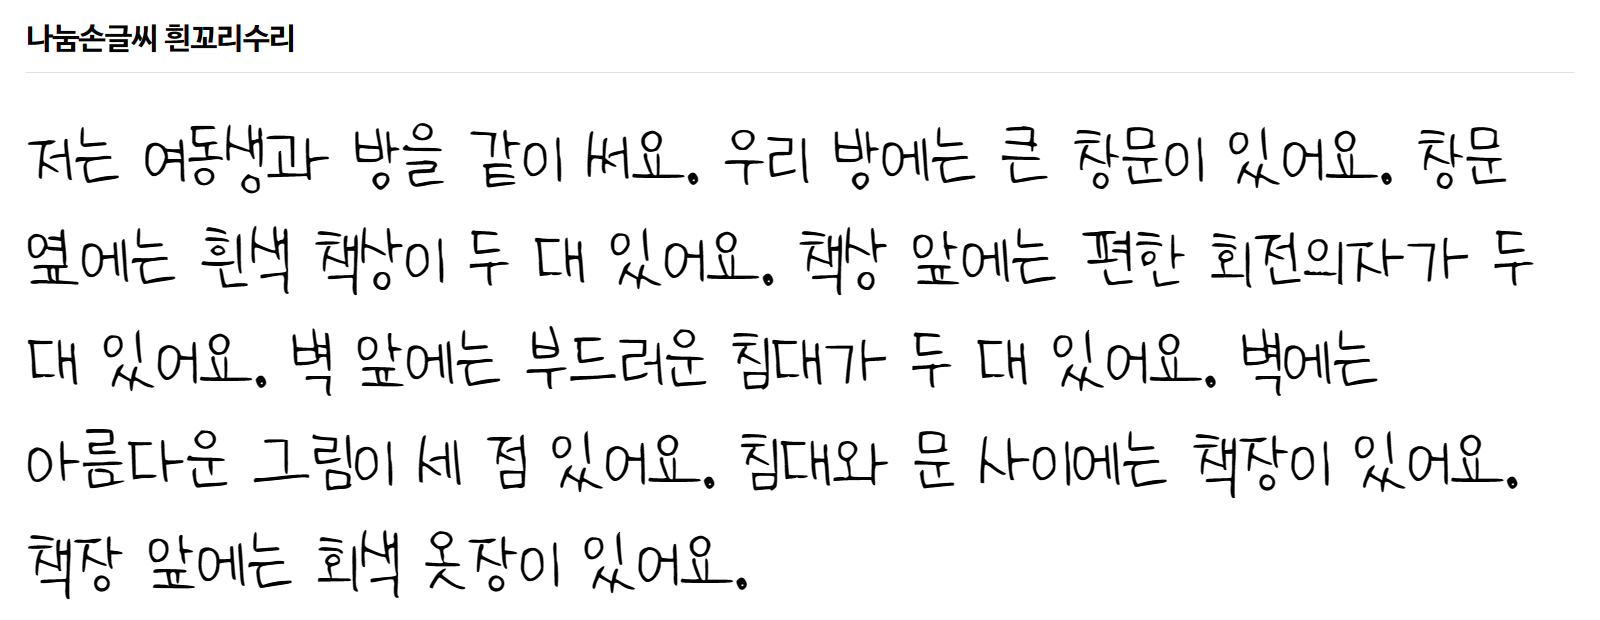 나눔손글씨 흰꼬리수리
저는 여동생과 방을 같이 써요. 우리 방에는 큰 창문이 있어요. 창문
옆에는 흰색 책상이 두 대 있어요. 책상 앞에는 편한 회전의자가 두
대 있어요. 벽 앞에는 부드러운 침대가 두 대 있어요. 벽에는
아름다운 그림이 세 점 있어요. 침대와 문 사이에는 책장이 있어요.
책장 앞에는 회색 옷장이 있어요.